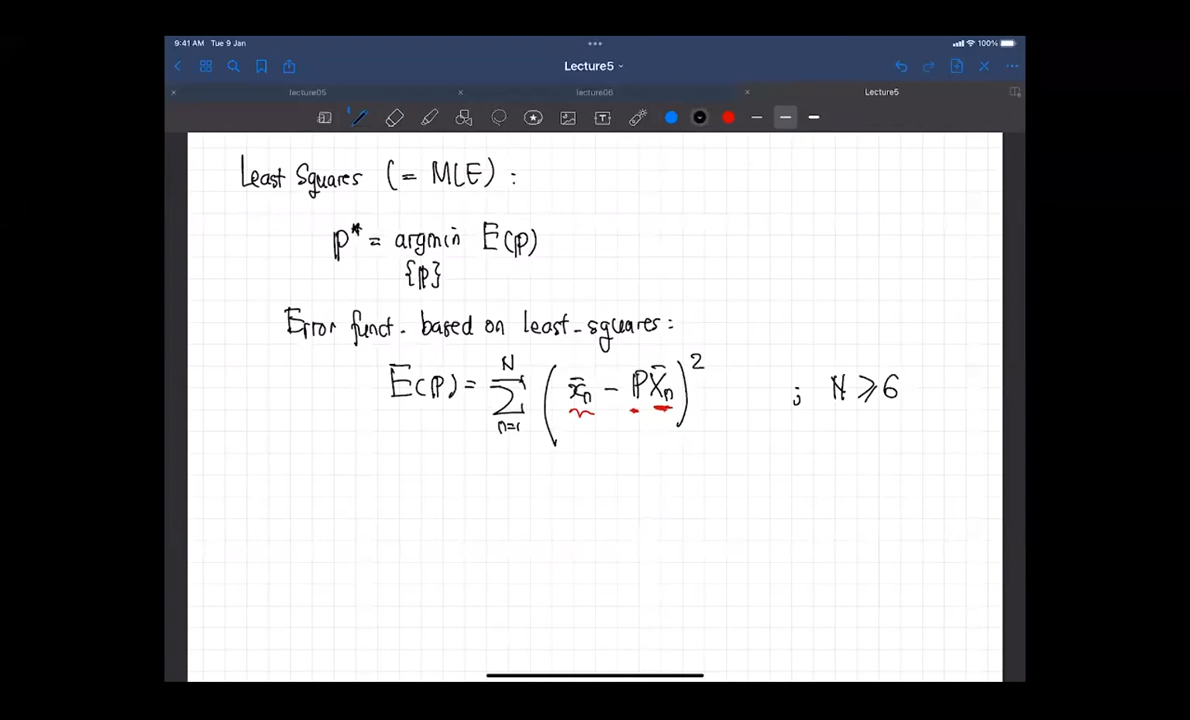 9:41 AM Tue 9 Jan
100%
Lecture5
lecture05
lecture06
Lecture5
Least Squares (= MLE) :
P* = argmin E(P)
{P}
Error funct. based on least-squares :
E(P) = Σ_{n=1}^{N} ( x̄ₙ − P X̄ₙ )² ; N ⩾ 6